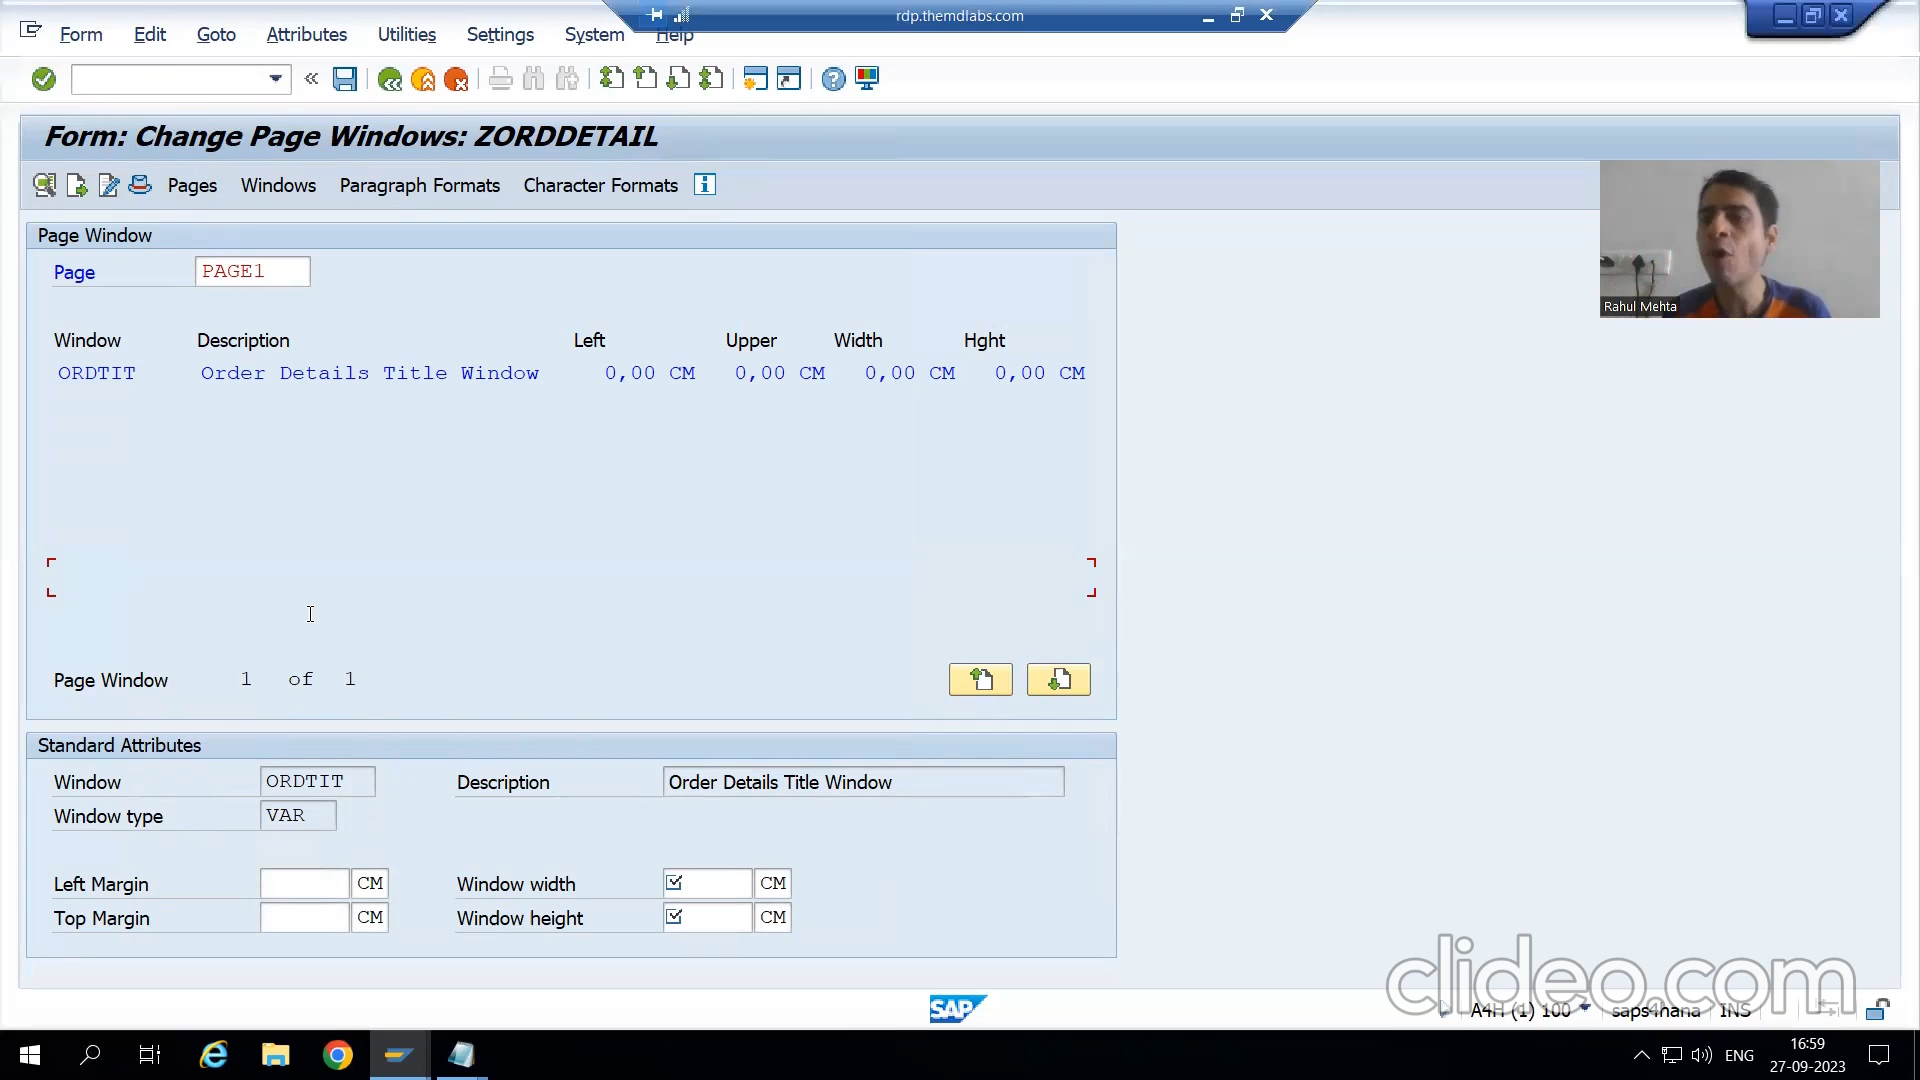 rdp.themdlabs.com
Form Edit Goto Attributes Utilities Settings System Help
Form: Change Page Windows: ZORDDETAIL
Pages Windows Paragraph Formats Character Formats
Rahul Mehta
Page Window
Page PAGE1
Window Description Left Upper Width Hght
ORDTIT Order Details Title Window 0,00 CM 0,00 CM 0,00 CM 0,00 CM
Page Window 1 of 1
Standard Attributes
Window ORDTIT Description Order Details Title Window
Window type VAR
Left Margin CM Window width CM
Top Margin CM Window height CM
clideo.com
SAP
A4H (1) 100 saps4hana INS
ENG
16:59
27-09-2023